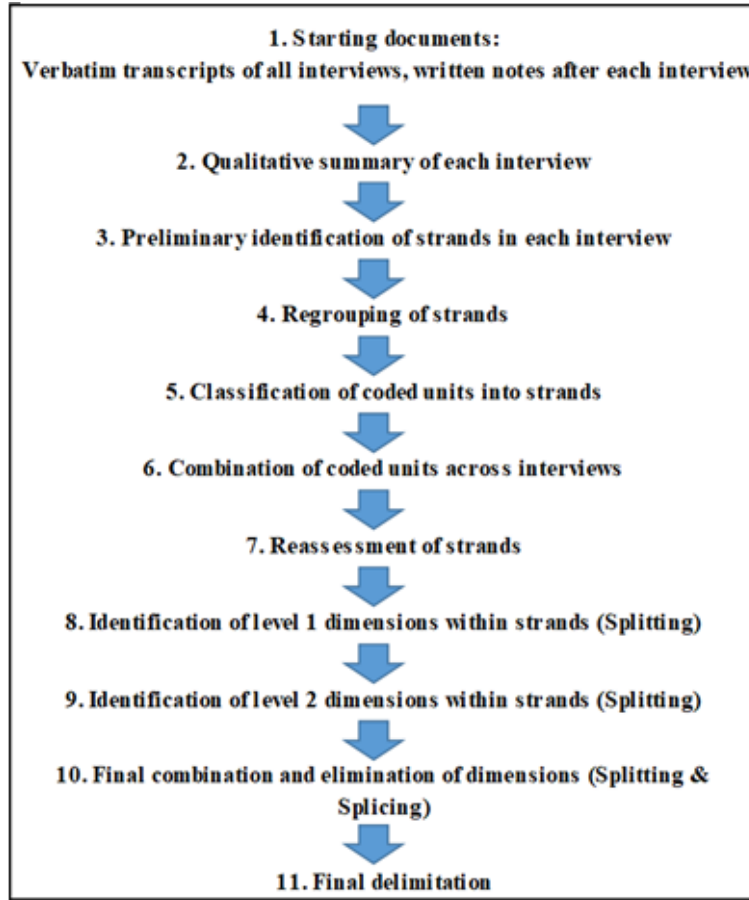 1. Starting documents:
Verbatim transcripts of all interviews, written notes after each interview
2. Qualitative summary of each interview
3. Preliminary identification of strands in each interview
4. Regrouping of strands
5. Classification of coded units into strands
6. Combination of coded units across interviews
7. Reassessment of strands
8. Identification of level 1 dimensions within strands (Splitting)
9. Identification of level 2 dimensions within strands (Splitting)
10. Final combination and elimination of dimensions (Splitting &
Splicing)
11. Final delimitation